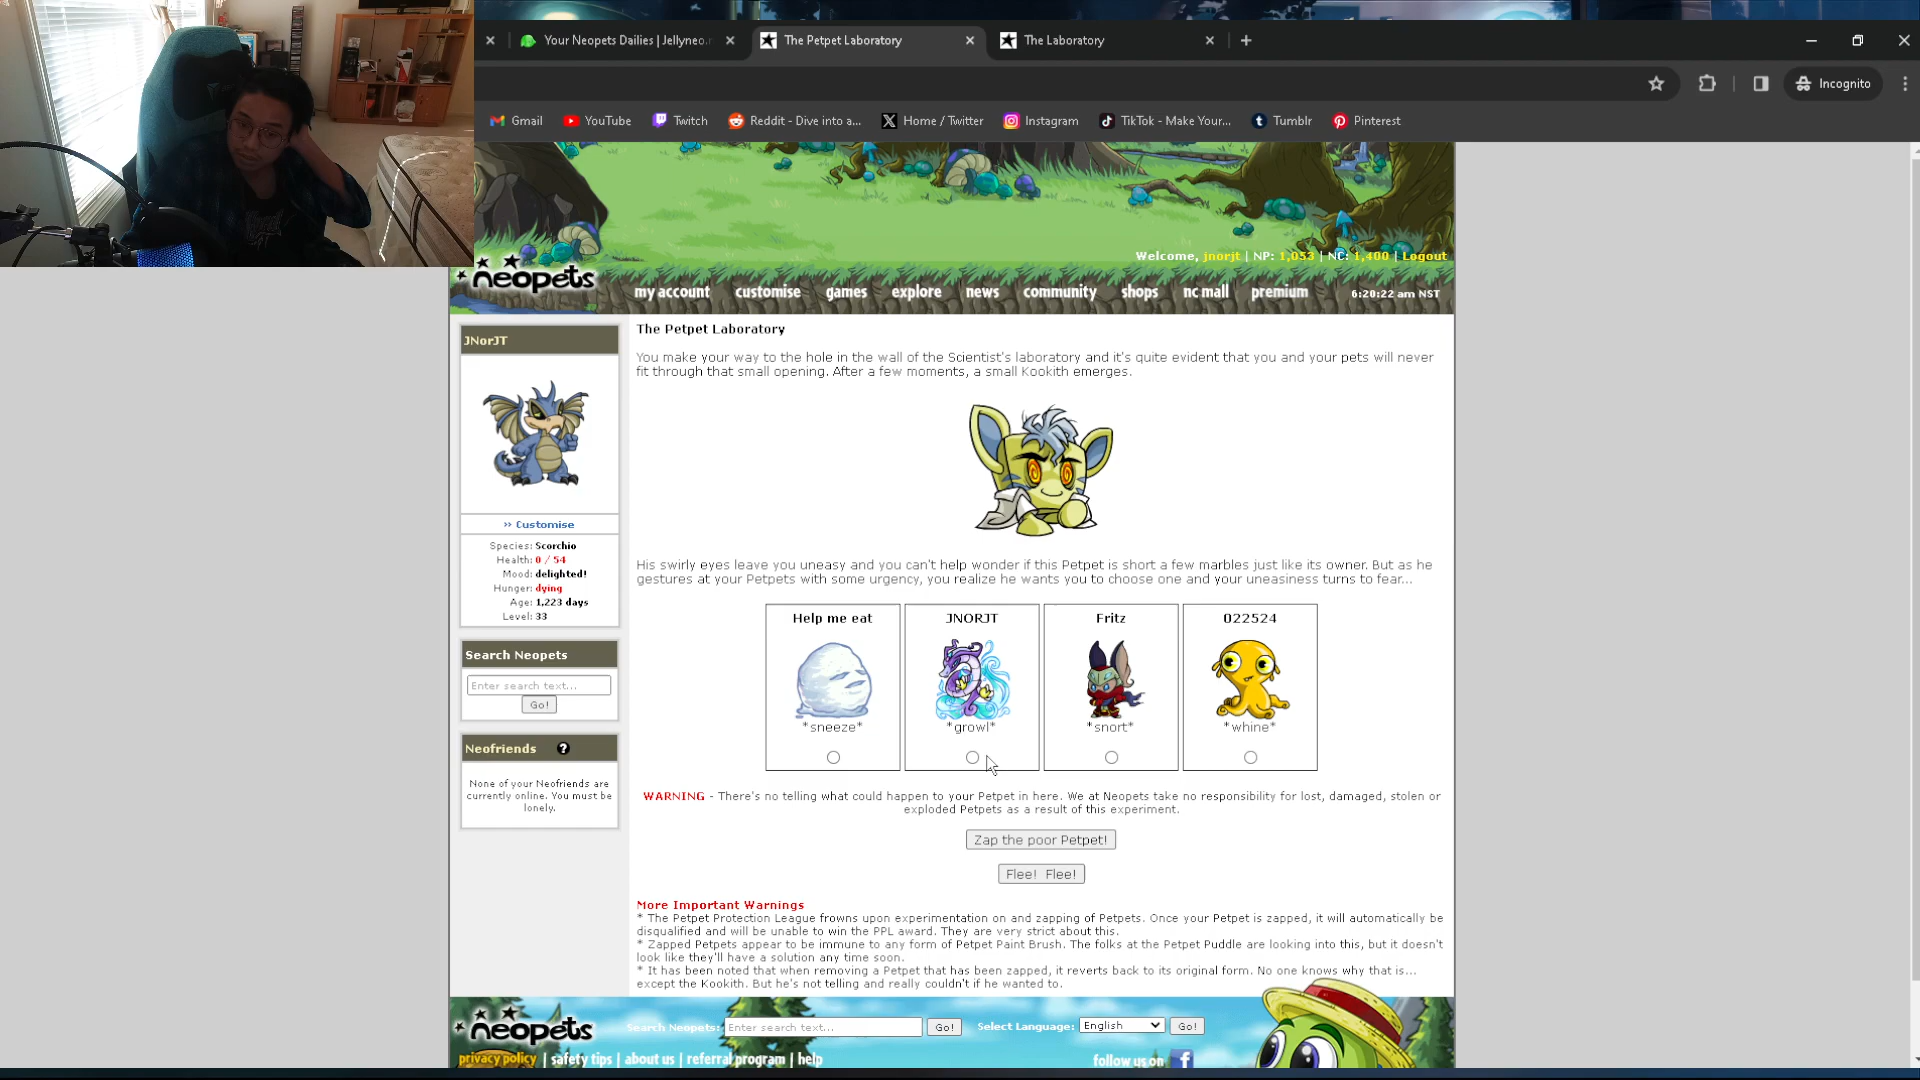 Your Neopets Dailies | Jellyneo.
The Petpet Laboratory
The Laboratory
Incognito
Gmail
YouTube
Twitch
Reddit - Dive into a...
Home / Twitter
Instagram
TikTok - Make Your...
Tumblr
Pinterest
Welcome, jnorjt | NP: 1,053 | NC: 1,400 | Logout
neopets
my account
customise
games
explore
news
community
shops
nc mall
premium
6:20:22 am NST
JNorJT
>> Customise
Species: Scorchio
Health: 0 / 54
Mood: delighted!
Hunger: dying
Age: 1,223 days
Level: 33
Search Neopets
Enter search text...
Go!
Neofriends ?
None of your Neofriends are
currently online. You must be
lonely.
The Petpet Laboratory
You make your way to the hole in the wall of the Scientist's laboratory and it's quite evident that you and your pets will never
fit through that small opening. After a few moments, a small Kookith emerges.
His swirly eyes leave you uneasy and you can't help wonder if this Petpet is short a few marbles just like its owner. But as he
gestures at your Petpets with some urgency, you realize he wants you to choose one and your uneasiness turns to fear...
Help me eat
*sneeze*
JNORJT
*growl*
Fritz
*snort*
022524
*whine*
WARNING - There's no telling what could happen to your Petpet in here. We at Neopets take no responsibility for lost, damaged, stolen or
exploded Petpets as a result of this experiment.
Zap the poor Petpet!
Flee! Flee!
More Important Warnings
* The Petpet Protection League frowns upon experimentation on and zapping of Petpets. Once your Petpet is zapped, it will automatically be
disqualified and will be unable to win the PPL award. They are very strict about this.
* Zapped Petpets appear to be immune to any form of Petpet Paint Brush. The folks at the Petpet Puddle are looking into this, but it doesn't
look like they'll have a solution any time soon.
* It has been noted that when removing a Petpet that has been zapped, it reverts back to its original form. No one knows why that is...
except the Kookith. But he's not telling and really couldn't if he wanted to.
neopets
Search Neopets: Enter search text... Go! Select Language: English Go!
privacy policy | safety tips | about us | referral program | help
follow us on f